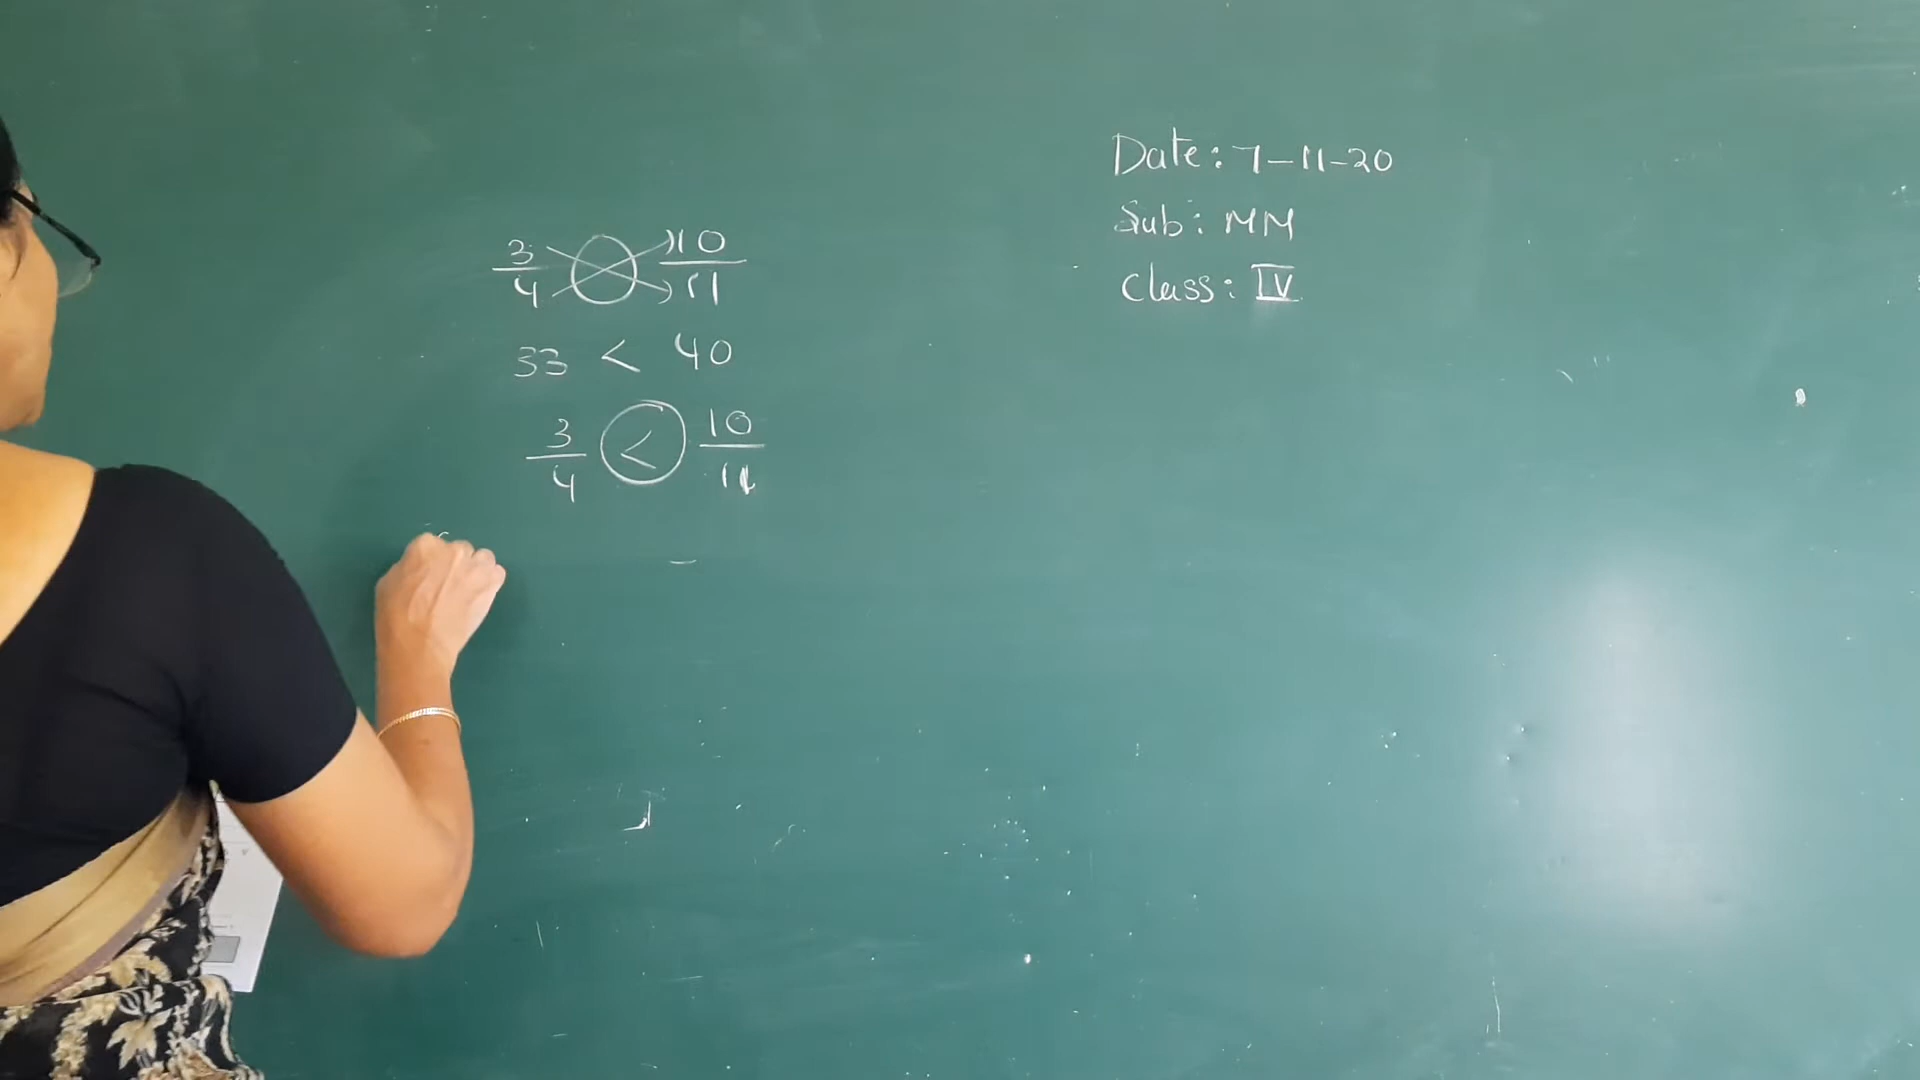 3/4 ○ 10/11
33 < 40
3/4 < 10/11
Date: 7-11-20
Sub: MM
Class: IV